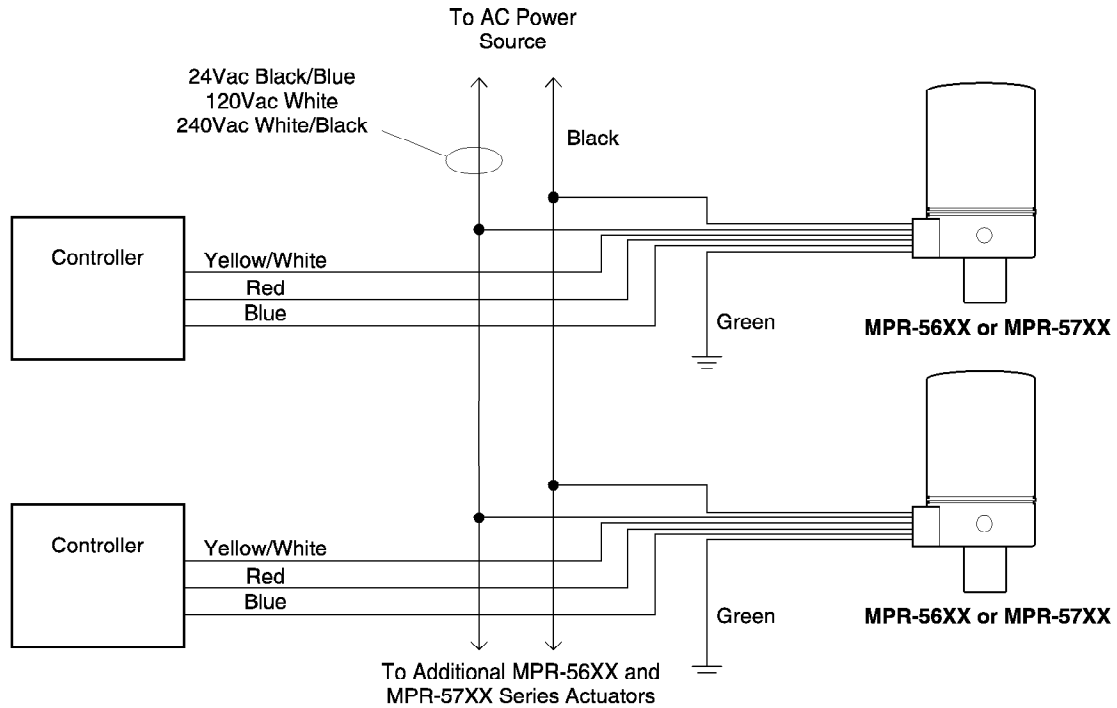 To AC Power
Source
24Vac Black/Blue
120Vac White
240Vac White/Black
Black
Controller
Yellow/White
Red
Blue
Green
MPR-56XX or MPR-57XX
Controller
Yellow/White
Red
Blue
Green
MPR-56XX or MPR-57XX
To Additional MPR-56XX and
MPR-57XX Series Actuators